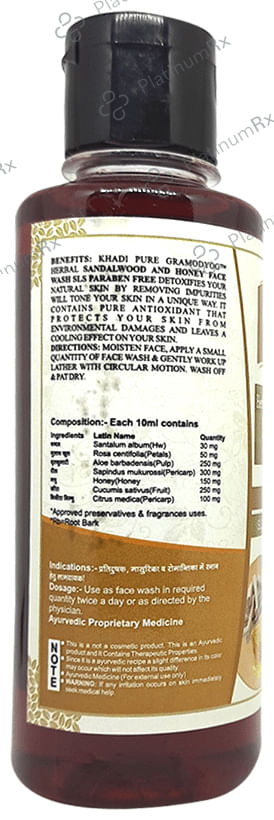 BENEFITS: KHADI PURE GRAMODYOG™
HERBAL SANDALWOOD AND HONEY FACE
WASH SLS PARABEN FREE DETOXIFIES YOUR
NATURAL SKIN BY REMOVING IMPURITIES
WILL TONE YOUR SKIN IN A UNIQUE WAY. IT
CONTAINS PURE ANTIOXIDANT THAT
PROTECTS YOUR SKIN FROM
ENVIRONMENTAL DAMAGES AND LEAVES A
COOLING EFFECT ON YOUR SKIN.
DIRECTIONS: MOISTEN FACE, APPLY A SMALL
QUANTITY OF FACE WASH & GENTLY WORK UP
LATHER WITH CIRCULAR MOTION. WASH OFF
& PAT DRY.
Composition:- Each 10ml contains
Ingredients Latin Name Quantity
Santalum album(Hw) 30 mg
Rosa centifolia(Petals) 50 mg
Aloe barbadensis(Pulp) 250 mg
रीठा Sapindus mukurossi(Pericarp) 300 mg
मधु Honey(Honey) 150 mg
Cucumis sativus(Fruit) 250 mg
Citrus medica(Pericarp) 100 mg
*Approved preservatives & fragrances used.
Root Bark
Indications:- व में स्नान
हेतु लाभदायक!
Dosage:- Use as face wash in required
quantity twice a day or as directed by the
physician.
Ayurvedic Proprietary Medicine
NOTE
This is a not a cosmetic product. This is an Ayurvedic
product and It Contains Therapeutic Properties.
Since it is a ayurvedic recipe a slight difference in its color
may occur which will not affect its quality.
Ayurvedic Medicine (For external use only)
WARNING: If any irritation occurs on skin immediately
seek medical help.
PlatinumRx